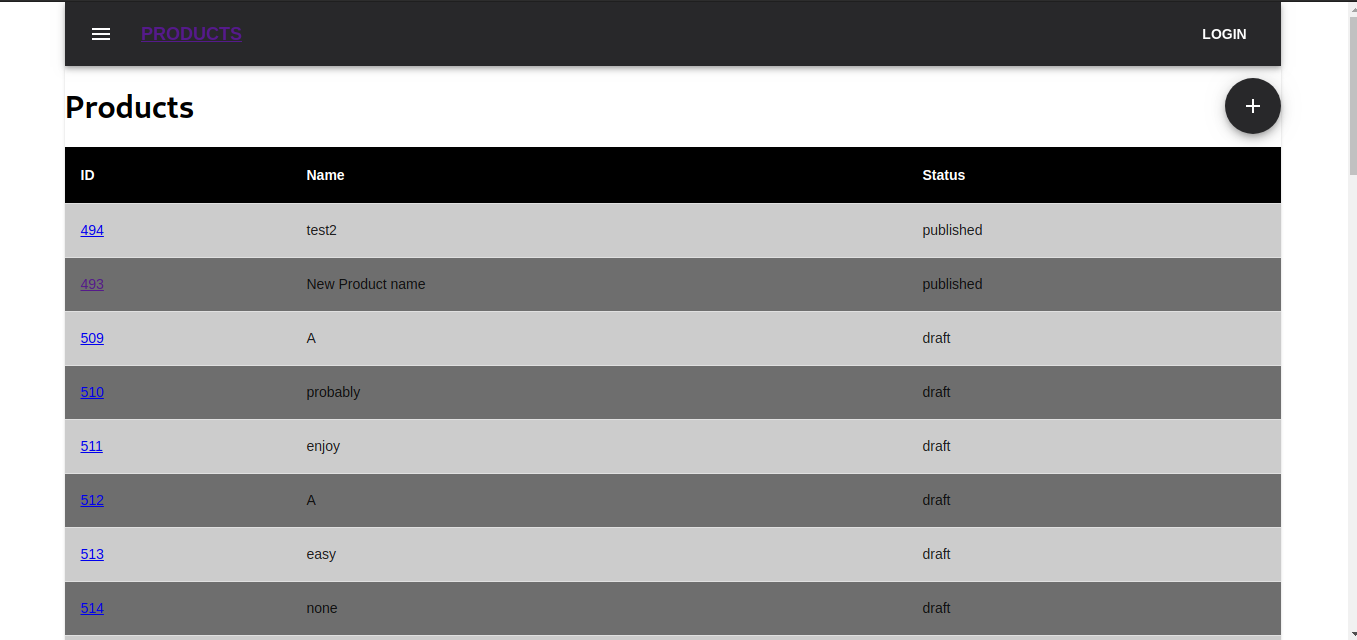 PRODUCTS LOGIN
Products
ID Name Status
494 test2 published
493 New Product name published
509 A draft
510 probably draft
511 enjoy draft
512 A draft
513 easy draft
514 none draft